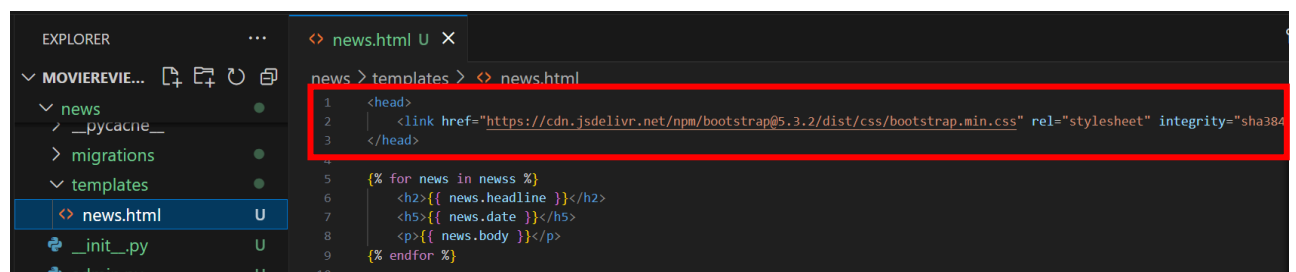 EXPLORER ···
news.html U ×
MOVIEREVIE...
news > templates > news.html
news
__pycache__
migrations
templates
news.html U
__init__.py U
1 <head>
2 <link href="https://cdn.jsdelivr.net/npm/bootstrap@5.3.2/dist/css/bootstrap.min.css" rel="stylesheet" integrity="sha384
3 </head>
4
5 {% for news in newss %}
6 <h2>{{ news.headline }}</h2>
7 <h5>{{ news.date }}</h5>
8 <p>{{ news.body }}</p>
9 {% endfor %}
10